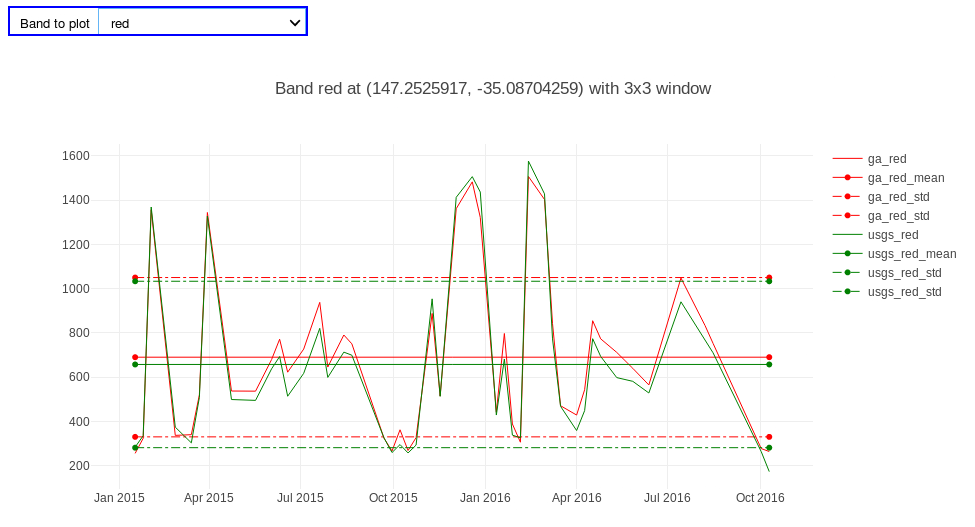 Band to plot red
Band red at (147.2525917, -35.08704259) with 3x3 window
1600
1400
1200
1000
800
600
400
200
Jan 2015 Apr 2015 Jul 2015 Oct 2015 Jan 2016 Apr 2016 Jul 2016 Oct 2016
ga_red
ga_red_mean
ga_red_std
ga_red_std
usgs_red
usgs_red_mean
usgs_red_std
usgs_red_std